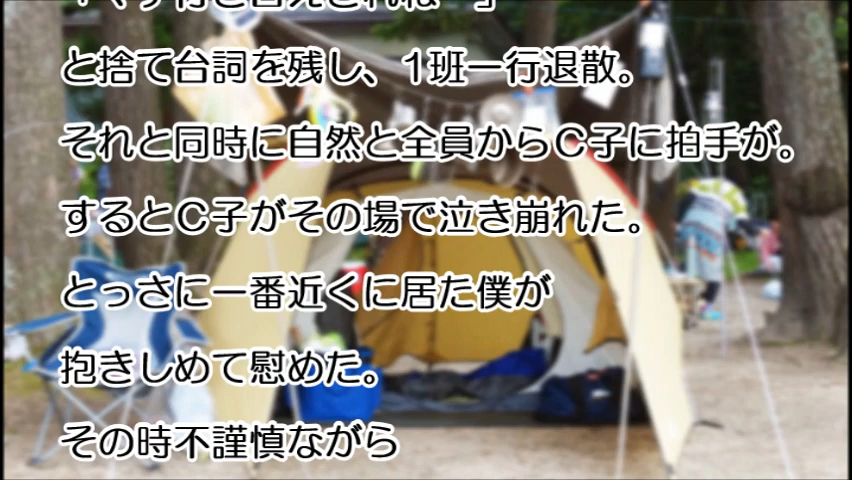 と捨て台詞を残し、1班一行退散。
それと同時に自然と全員からC子に拍手が。
するとC子がその場で泣き崩れた。
とっさに一番近くに居た僕が
抱きしめて慰めた。
その時不謹慎ながら